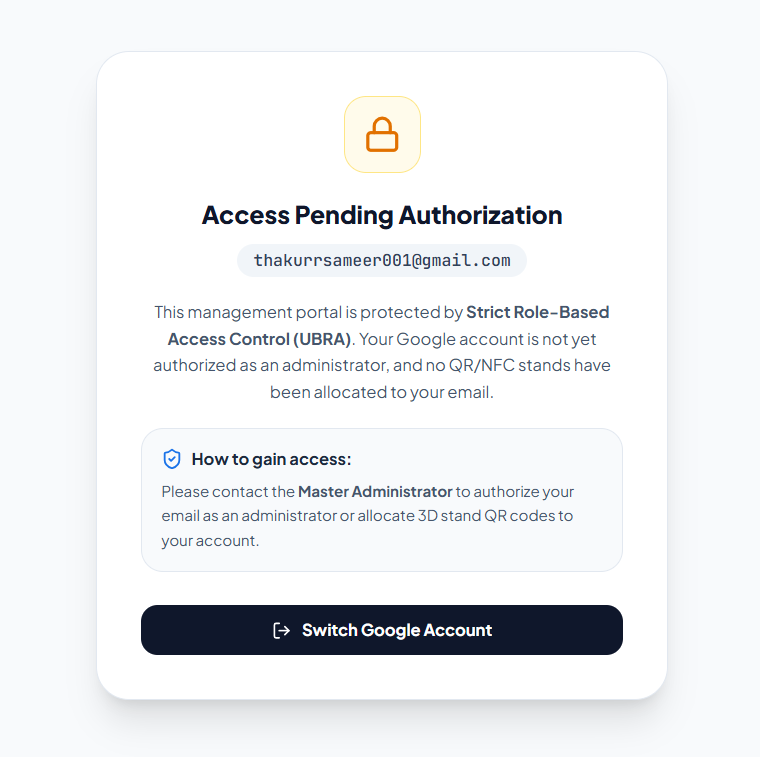 Access Pending Authorization
thakurrsameer001@gmail.com
This management portal is protected by Strict Role-Based
Access Control (UBRA). Your Google account is not yet
authorized as an administrator, and no QR/NFC stands have
been allocated to your email.
How to gain access:
Please contact the Master Administrator to authorize your
email as an administrator or allocate 3D stand QR codes to
your account.
Switch Google Account